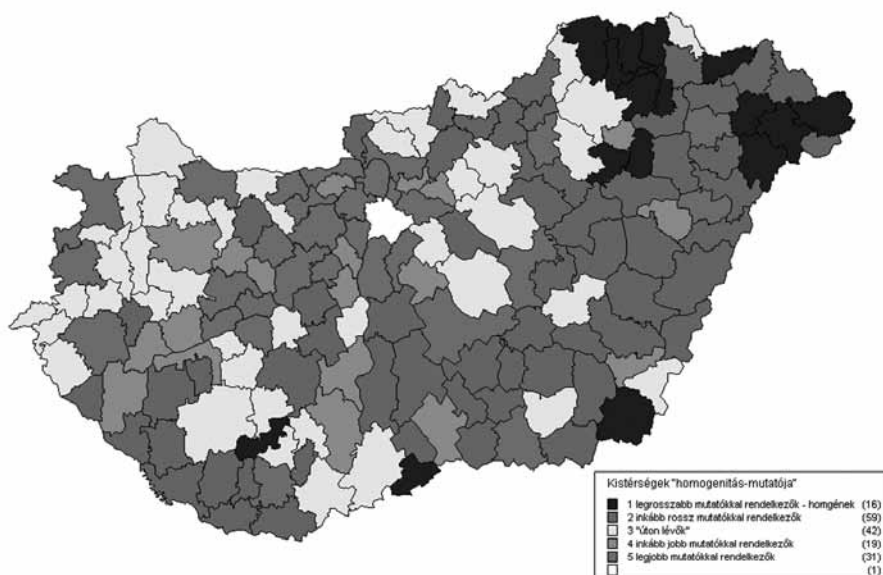 Kistérségek "homogenitás-mutatója"
1 legrosszabb mutatókkal rendelkezők - homgének (16)
2 inkább rossz mutatókkal rendelkezők (59)
3 "úton lévők" (42)
4 inkább jobb mutatókkal rendelkezők (19)
5 legjobb mutatókkal rendelkezők (31)
(1)